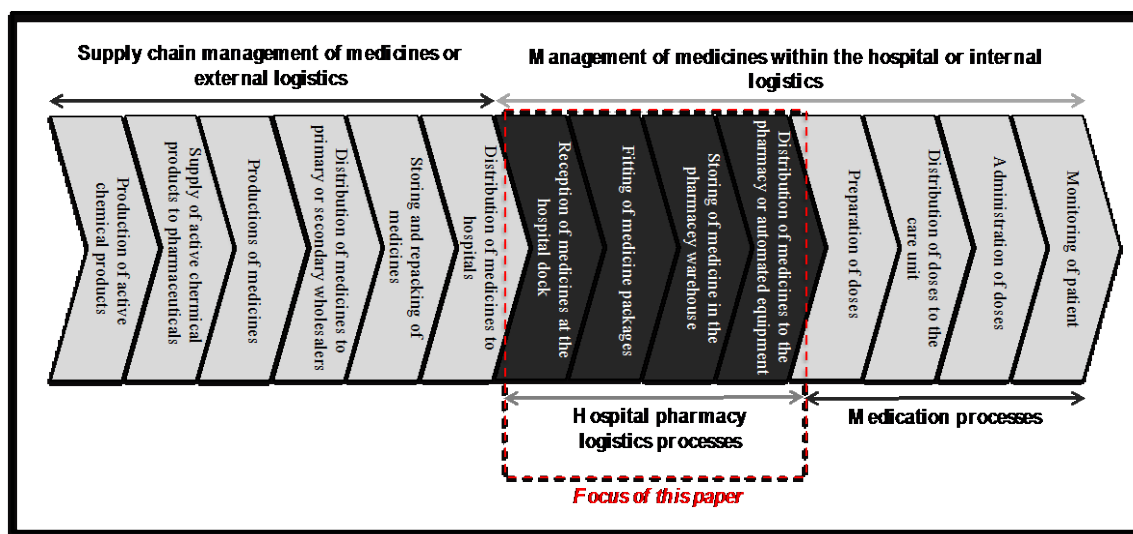 Supply chain management of medicines or
external logistics
Management of medicines within the hospital or internal
logistics
Production of active
chemical products
Supply of active chemical
products to pharmaceuticals
Productions of medicine
Distribution of medicines to
primary or secondary wholesalers
Storing and repacking of
medicines
Distribution of medicines to
hospitals
Reception of medicines at the
hospital dock
Fitting of medicine packages
Storing of medicine in the
pharmacey warehouse
Distribution of medicines to the
pharmacy or automated equipment
Preparation of doses
Distribution of doses to the
care unit
Administration of doses
Monitoring of patient
Hospital pharmacy
logistics processes
Medication processes
Focus of this paper